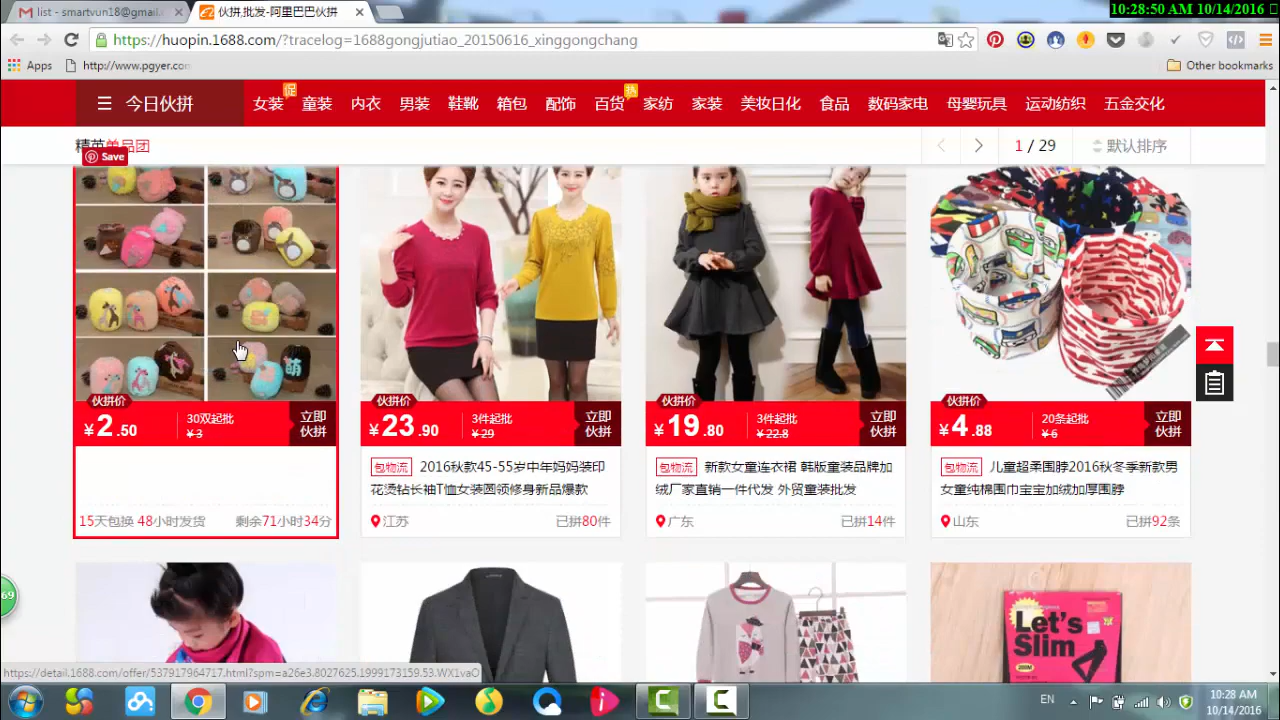 list - smartvun18@gmail.
伙拼,批发-阿里巴巴伙拼
10:28:50 AM 10/14/2016
https://huopin.1688.com/?tracelog=1688gongjutiao_20150616_xinggongchang
Apps
http://www.pgyer.com
Other bookmarks
今日伙拼
女装
促
童装
内衣
男装
鞋靴
箱包
配饰
百货
热
家纺
家装
美妆日化
食品
数码家电
母婴玩具
运动纺织
五金交化
精英单品团
1 / 29
默认排序
Save
伙拼价
¥2.50
30双起批
¥3
立即
伙拼
伙拼价
¥23.90
3件起批
¥29
立即
伙拼
伙拼价
¥19.80
3件起批
¥22.8
立即
伙拼
伙拼价
¥4.88
20条起批
¥6
立即
伙拼
15天包换 48小时发货
剩余71小时34分
包物流 2016秋款45-55岁中年妈妈装印
花烫钻长袖T恤女装圆领修身新品爆款
江苏
已拼80件
包物流 新款女童连衣裙 韩版童装品牌加
绒厂家直销一件代发 外贸童装批发
广东
已拼14件
包物流 儿童超柔围脖2016秋冬季新款男
女童纯棉围巾宝宝加绒加厚围脖
山东
已拼92条
萌
69
Let's
Slim
https://detail.1688.com/offer/537917964717.html?spm=a26e3.8027625.1999173159.53.WX1vaO
EN
10:28 AM
10/14/2016